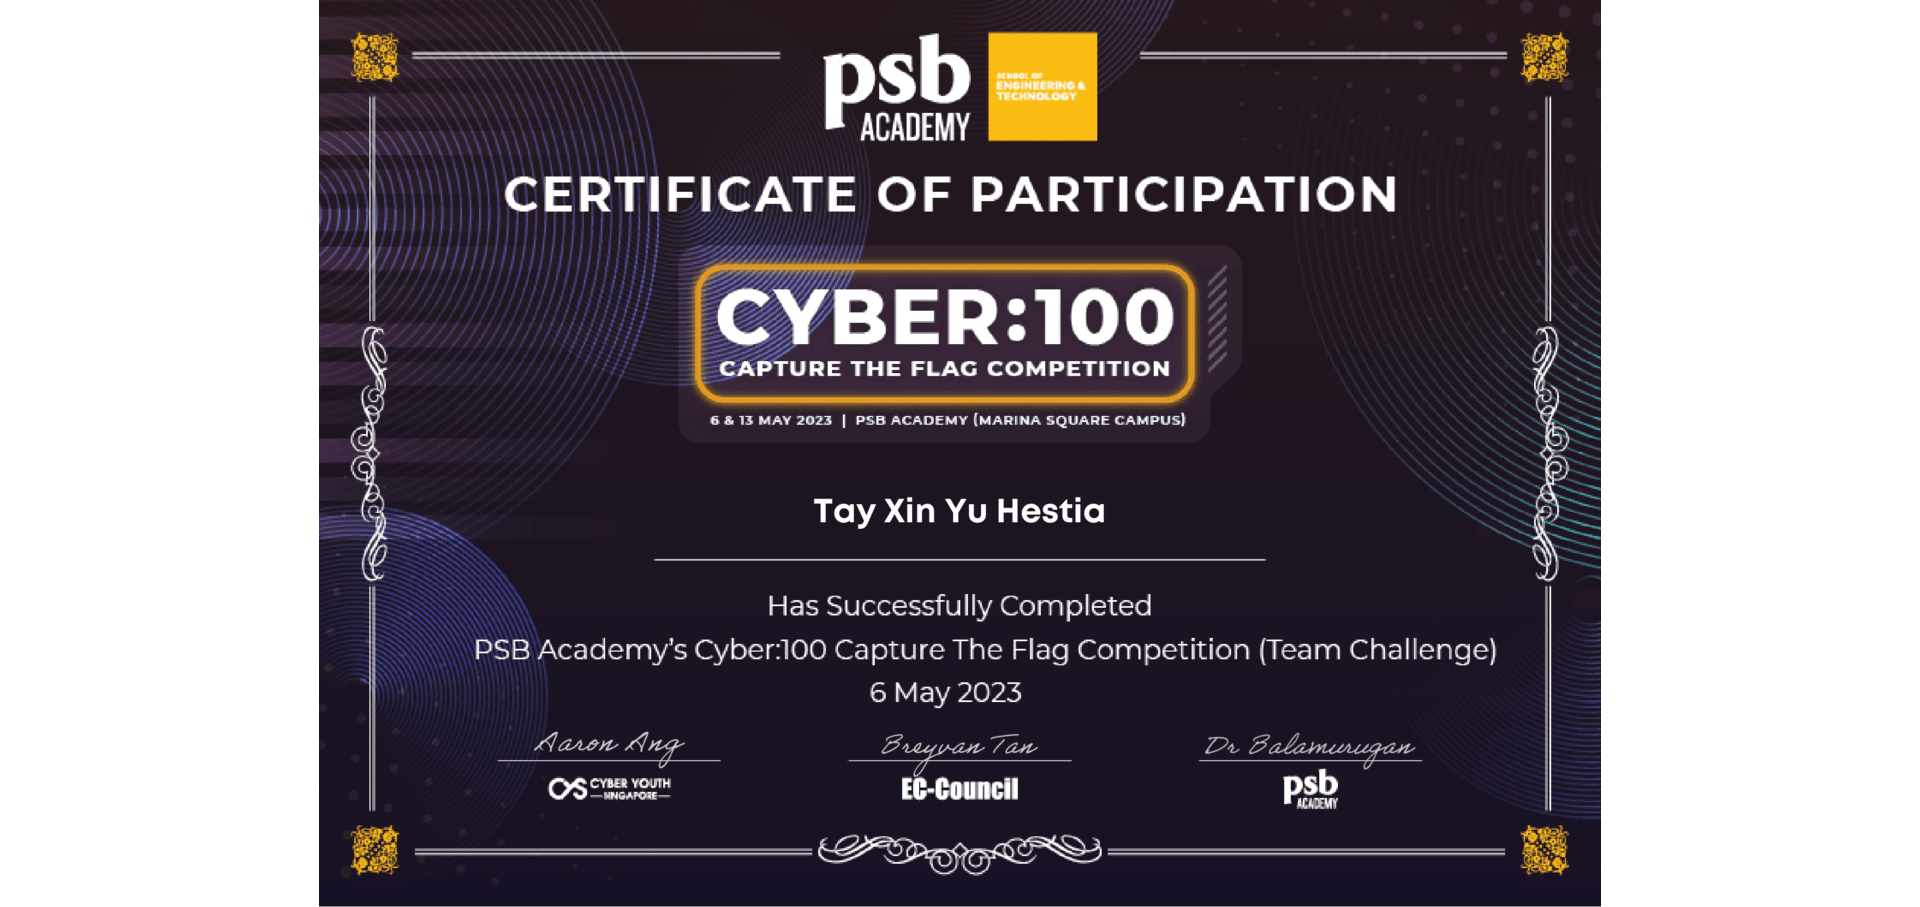 psb
ACADEMY
SCHOOL OF
ENGINEERING &
TECHNOLOGY
CERTIFICATE OF PARTICIPATION
CYBER:100
CAPTURE THE FLAG COMPETITION
6 & 13 MAY 2023 | PSB ACADEMY (MARINA SQUARE CAMPUS)
Tay Xin Yu Hestia
Has Successfully Completed
PSB Academy’s Cyber:100 Capture The Flag Competition (Team Challenge)
6 May 2023
Aaron Ang
CYS CYBER YOUTH
SINGAPORE
Breyvan Tan
EC-Council
Dr Balamurugan
psb
ACADEMY